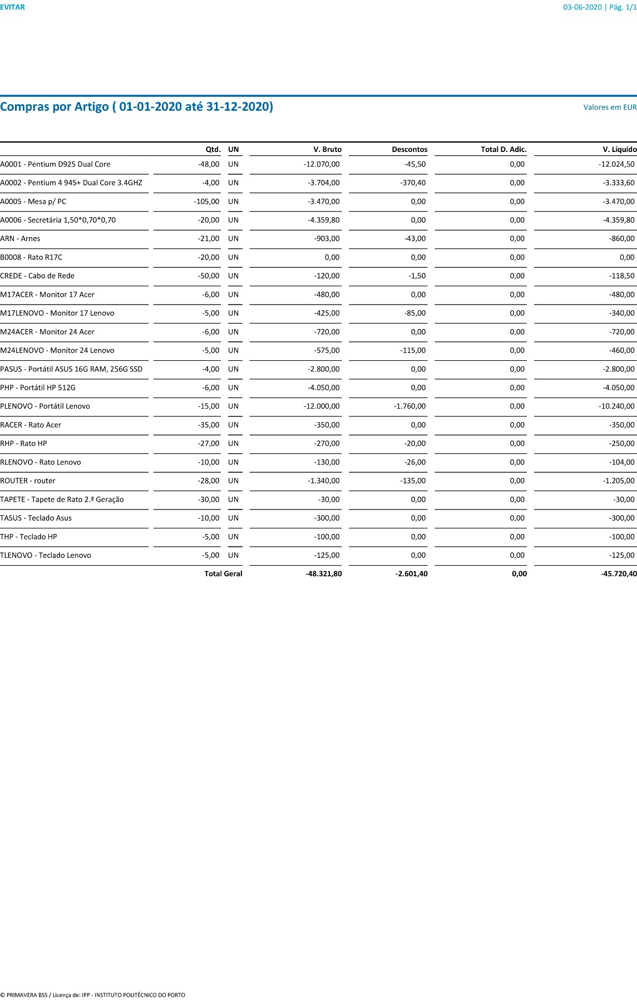 EVITAR 03-06-2020 | Pág. 1/1
Compras por Artigo ( 01-01-2020 até 31-12-2020) Valores em EUR
Qtd. UN V. Bruto Descontos Total D. Adic. V. Líquido
A0001 - Pentium D925 Dual Core -48,00 UN -12.070,00 -45,50 0,00 -12.024,50
A0002 - Pentium 4 945+ Dual Core 3.4GHZ -4,00 UN -3.704,00 -370,40 0,00 -3.333,60
A0005 - Mesa p/ PC -105,00 UN -3.470,00 0,00 0,00 -3.470,00
A0006 - Secretária 1,50*0,70*0,70 -20,00 UN -4.359,80 0,00 0,00 -4.359,80
ARN - Arnes -21,00 UN -903,00 -43,00 0,00 -860,00
B0008 - Rato R17C -20,00 UN 0,00 0,00 0,00 0,00
CREDE - Cabo de Rede -50,00 UN -120,00 -1,50 0,00 -118,50
M17ACER - Monitor 17 Acer -6,00 UN -480,00 0,00 0,00 -480,00
M17LENOVO - Monitor 17 Lenovo -5,00 UN -425,00 -85,00 0,00 -340,00
M24ACER - Monitor 24 Acer -6,00 UN -720,00 0,00 0,00 -720,00
M24LENOVO - Monitor 24 Lenovo -5,00 UN -575,00 -115,00 0,00 -460,00
PASUS - Portátil ASUS 16G RAM, 256G SSD -4,00 UN -2.800,00 0,00 0,00 -2.800,00
PHP - Portátil HP 512G -6,00 UN -4.050,00 0,00 0,00 -4.050,00
PLENOVO - Portátil Lenovo -15,00 UN -12.000,00 -1.760,00 0,00 -10.240,00
RACER - Rato Acer -35,00 UN -350,00 0,00 0,00 -350,00
RHP - Rato HP -27,00 UN -270,00 -20,00 0,00 -250,00
RLENOVO - Rato Lenovo -10,00 UN -130,00 -26,00 0,00 -104,00
ROUTER - router -28,00 UN -1.340,00 -135,00 0,00 -1.205,00
TAPETE - Tapete de Rato 2.ª Geração -30,00 UN -30,00 0,00 0,00 -30,00
TASUS - Teclado Asus -10,00 UN -300,00 0,00 0,00 -300,00
THP - Teclado HP -5,00 UN -100,00 0,00 0,00 -100,00
TLENOVO - Teclado Lenovo -5,00 UN -125,00 0,00 0,00 -125,00
Total Geral -48.321,80 -2.601,40 0,00 -45.720,40
© PRIMAVERA BSS / Licença de: IPP - INSTITUTO POLITÉCNICO DO PORTO